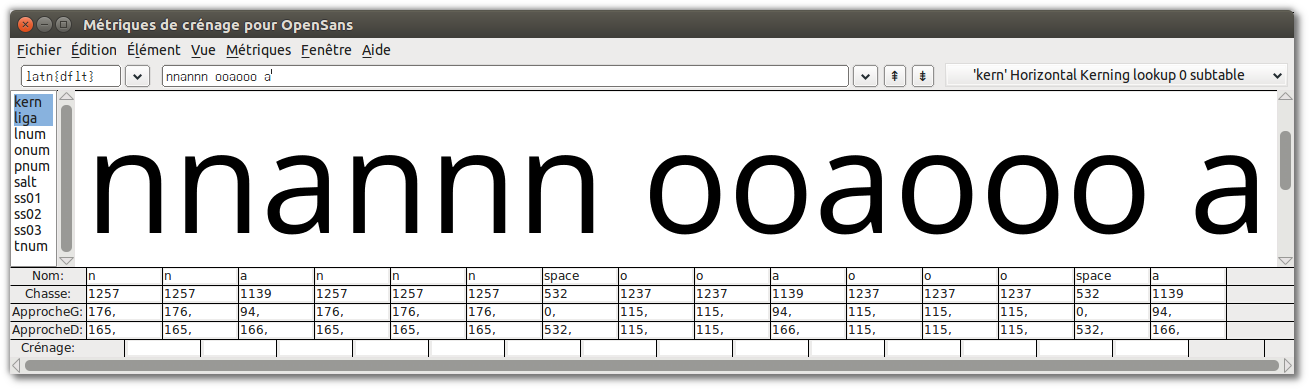 Métriques de crénage pour OpenSans
Fichier Édition Élément Vue Métriques Fenêtre Aide
latn{dflt} nnannn ooaooo a 'kern' Horizontal Kerning lookup 0 subtable
kern
liga
lnum
onum
pnum
salt
ss01
ss02
ss03
tnum
nnannn ooaooo a
Nom: n n a n n n space o o a o o o space a
Chasse: 1257 1257 1139 1257 1257 1257 532 1237 1237 1139 1237 1237 1237 532 1139
ApprocheG: 176, 176, 94, 176, 176, 176, 0, 115, 115, 94, 115, 115, 115, 0, 94,
ApprocheD: 165, 165, 166, 165, 165, 165, 532, 115, 115, 166, 115, 115, 115, 532, 166,
Crénage: